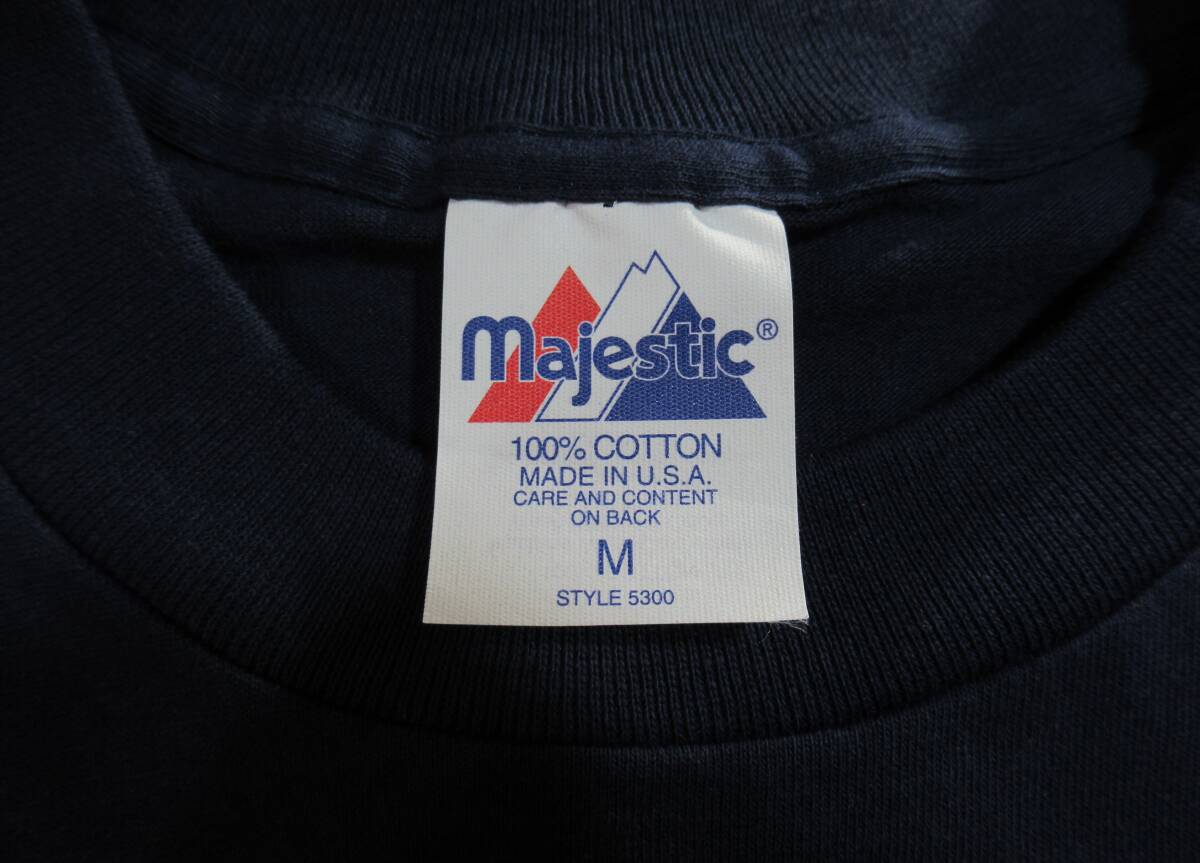 majestic®
100% COTTON
MADE IN U.S.A.
CARE AND CONTENT
ON BACK
M
STYLE 5300